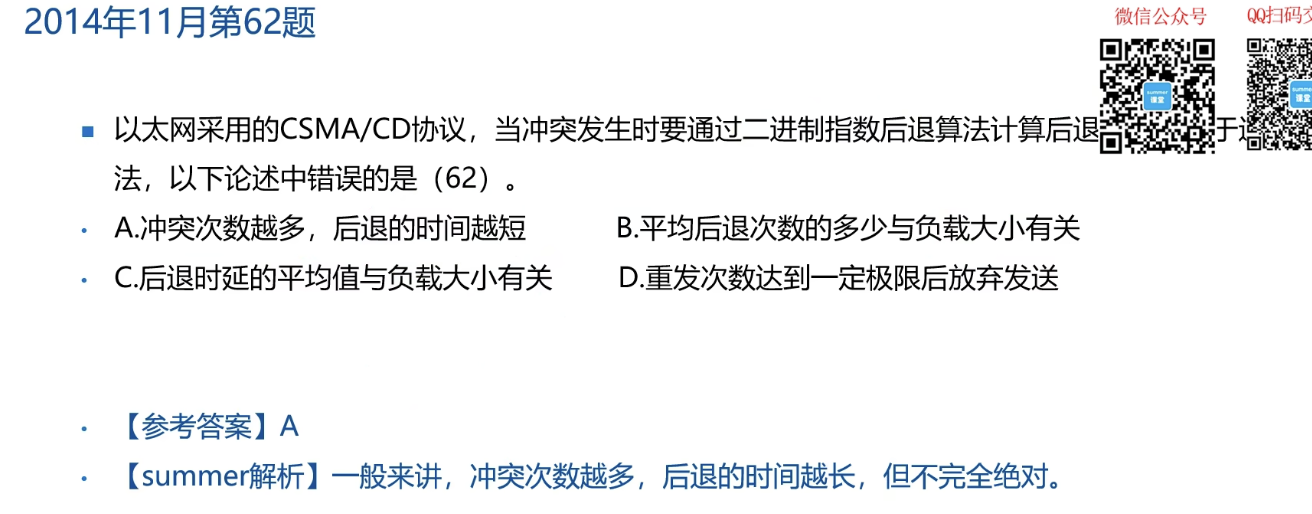 2014年11月第62题
微信公众号
QQ扫码交
以太网采用的CSMA/CD协议，当冲突发生时要通过二进制指数后退算法计算后退
法，以下论述中错误的是（62）。
A.冲突次数越多，后退的时间越短 B.平均后退次数的多少与负载大小有关
C.后退时延的平均值与负载大小有关 D.重发次数达到一定极限后放弃发送
【参考答案】A
【summer解析】一般来讲，冲突次数越多，后退的时间越长，但不完全绝对。